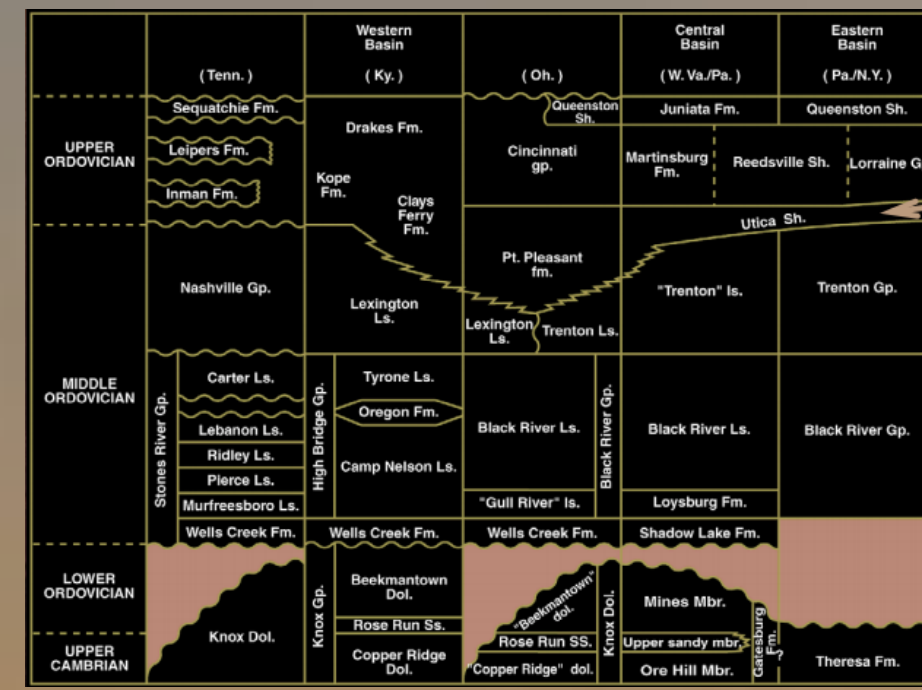 Western
Basin
Central
Basin
Eastern
Basin
( Tenn. )
( Ky. )
( Oh. )
( W. Va./Pa. )
( Pa./N.Y. )
UPPER
ORDOVICIAN
Sequatchie Fm.
Leipers Fm.
Inman Fm.
Drakes Fm.
Kope
Fm.
Clays
Ferry
Fm.
Queenston
Sh.
Cincinnati
gp.
Juniata Fm.
Queenston Sh.
Martinsburg
Fm.
Reedsville Sh.
Lorraine G
Utica Sh.
MIDDLE
ORDOVICIAN
Nashville Gp.
Lexington
Ls.
Pt. Pleasant
fm.
Lexington
Ls.
Trenton Ls.
"Trenton" ls.
Trenton Gp.
Stones River Gp.
Carter Ls.
Lebanon Ls.
Ridley Ls.
Pierce Ls.
Murfreesboro Ls.
Wells Creek Fm.
High Bridge Gp.
Tyrone Ls.
Oregon Fm.
Camp Nelson Ls.
Wells Creek Fm.
Black River Ls.
"Gull River" ls.
Black River Gp.
Wells Creek Fm.
Black River Ls.
Loysburg Fm.
Shadow Lake Fm.
Black River Gp.
LOWER
ORDOVICIAN
UPPER
CAMBRIAN
Knox Dol.
Knox Gp.
Beekmantown
Dol.
Rose Run Ss.
Copper Ridge
Dol.
"Beekmantown"
dol.
Rose Run SS.
"Copper Ridge" dol.
Knox Dol.
Mines Mbr.
Upper sandy mbr.
Ore Hill Mbr.
Gatesburg
Fm.
?
Theresa Fm.